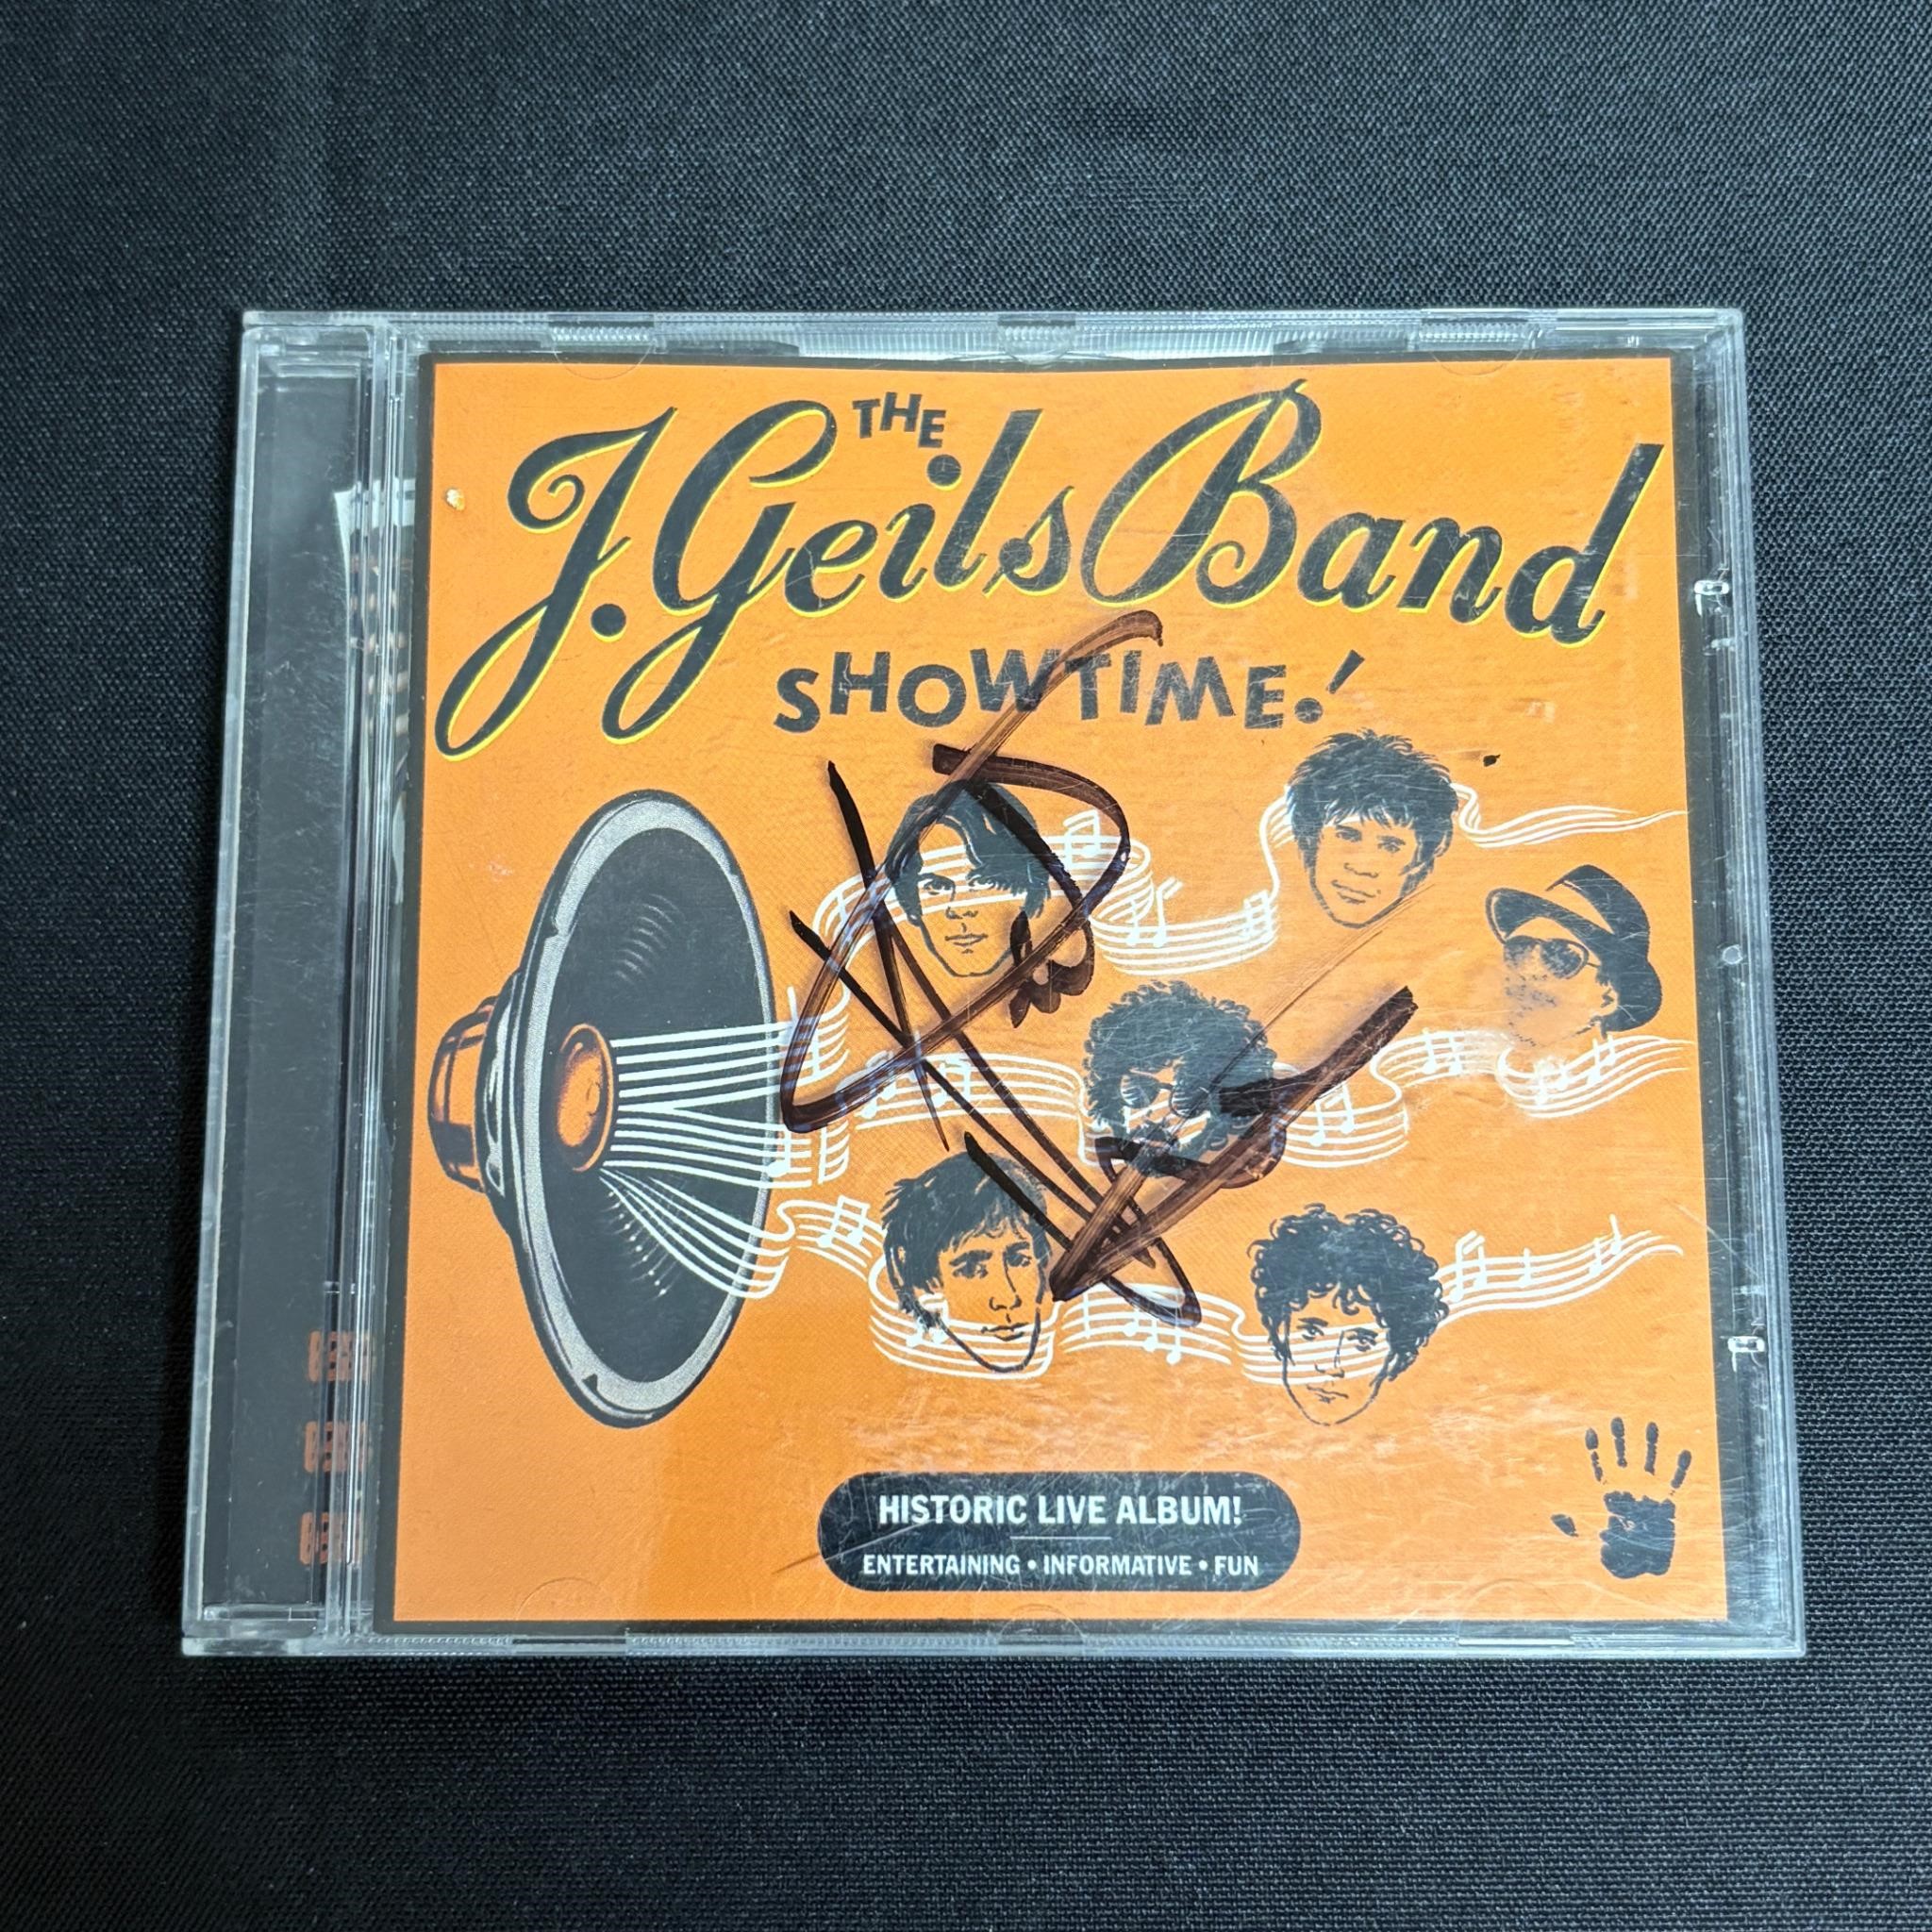 THE
J. Geils Band
SHOWTIME!
HISTORIC LIVE ALBUM!
ENTERTAINING • INFORMATIVE • FUN